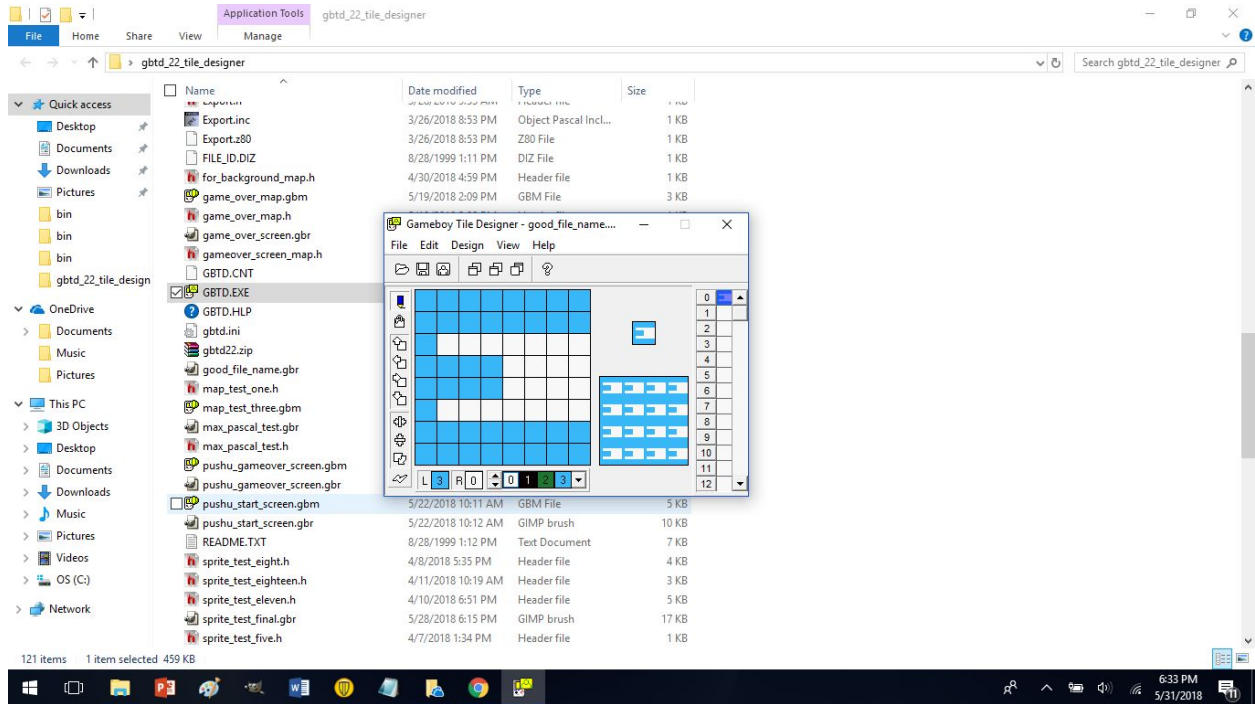 Application Tools gbtd_22_tile_designer
File Home Share View Manage
gbtd_22_tile_designer Search gbtd_22_tile_designer
Name Date modified Type Size
Quick access
Desktop
Documents
Downloads
Pictures
bin
bin
bin
gbtd_22_tile_design
OneDrive
Documents
Music
Pictures
This PC
3D Objects
Desktop
Documents
Downloads
Music
Pictures
Videos
OS (C:)
Network
Export.inc 3/26/2018 8:53 PM Object Pascal Incl... 1 KB
Export.z80 3/26/2018 8:53 PM Z80 File 1 KB
FILE_ID.DIZ 8/28/1999 1:11 PM DIZ File 1 KB
for_background_map.h 4/30/2018 4:59 PM Header file 1 KB
game_over_map.gbm 5/19/2018 2:09 PM GBM File 3 KB
game_over_map.h
game_over_screen.gbr
gameover_screen_map.h
GBTD.CNT
GBTD.EXE
GBTD.HLP
gbtd.ini
gbtd22.zip
good_file_name.gbr
map_test_one.h
map_test_three.gbm
max_pascal_test.gbr
max_pascal_test.h
pushu_gameover_screen.gbm
pushu_gameover_screen.gbr
pushu_start_screen.gbm 5/22/2018 10:11 AM GBM File 5 KB
pushu_start_screen.gbr 5/22/2018 10:12 AM GIMP brush 10 KB
README.TXT 8/28/1999 1:12 PM Text Document 7 KB
sprite_test_eight.h 4/8/2018 5:35 PM Header file 4 KB
sprite_test_eighteen.h 4/11/2018 10:19 AM Header file 3 KB
sprite_test_eleven.h 4/10/2018 6:51 PM Header file 5 KB
sprite_test_final.gbr 5/28/2018 6:15 PM GIMP brush 17 KB
sprite_test_five.h 4/7/2018 1:34 PM Header file 1 KB
Gameboy Tile Designer - good_file_name....
File Edit Design View Help
0
1
2
3
4
5
6
7
8
9
10
11
12
L 3 R 0 0 1 2 3
121 items 1 item selected 459 KB
6:33 PM
5/31/2018
11